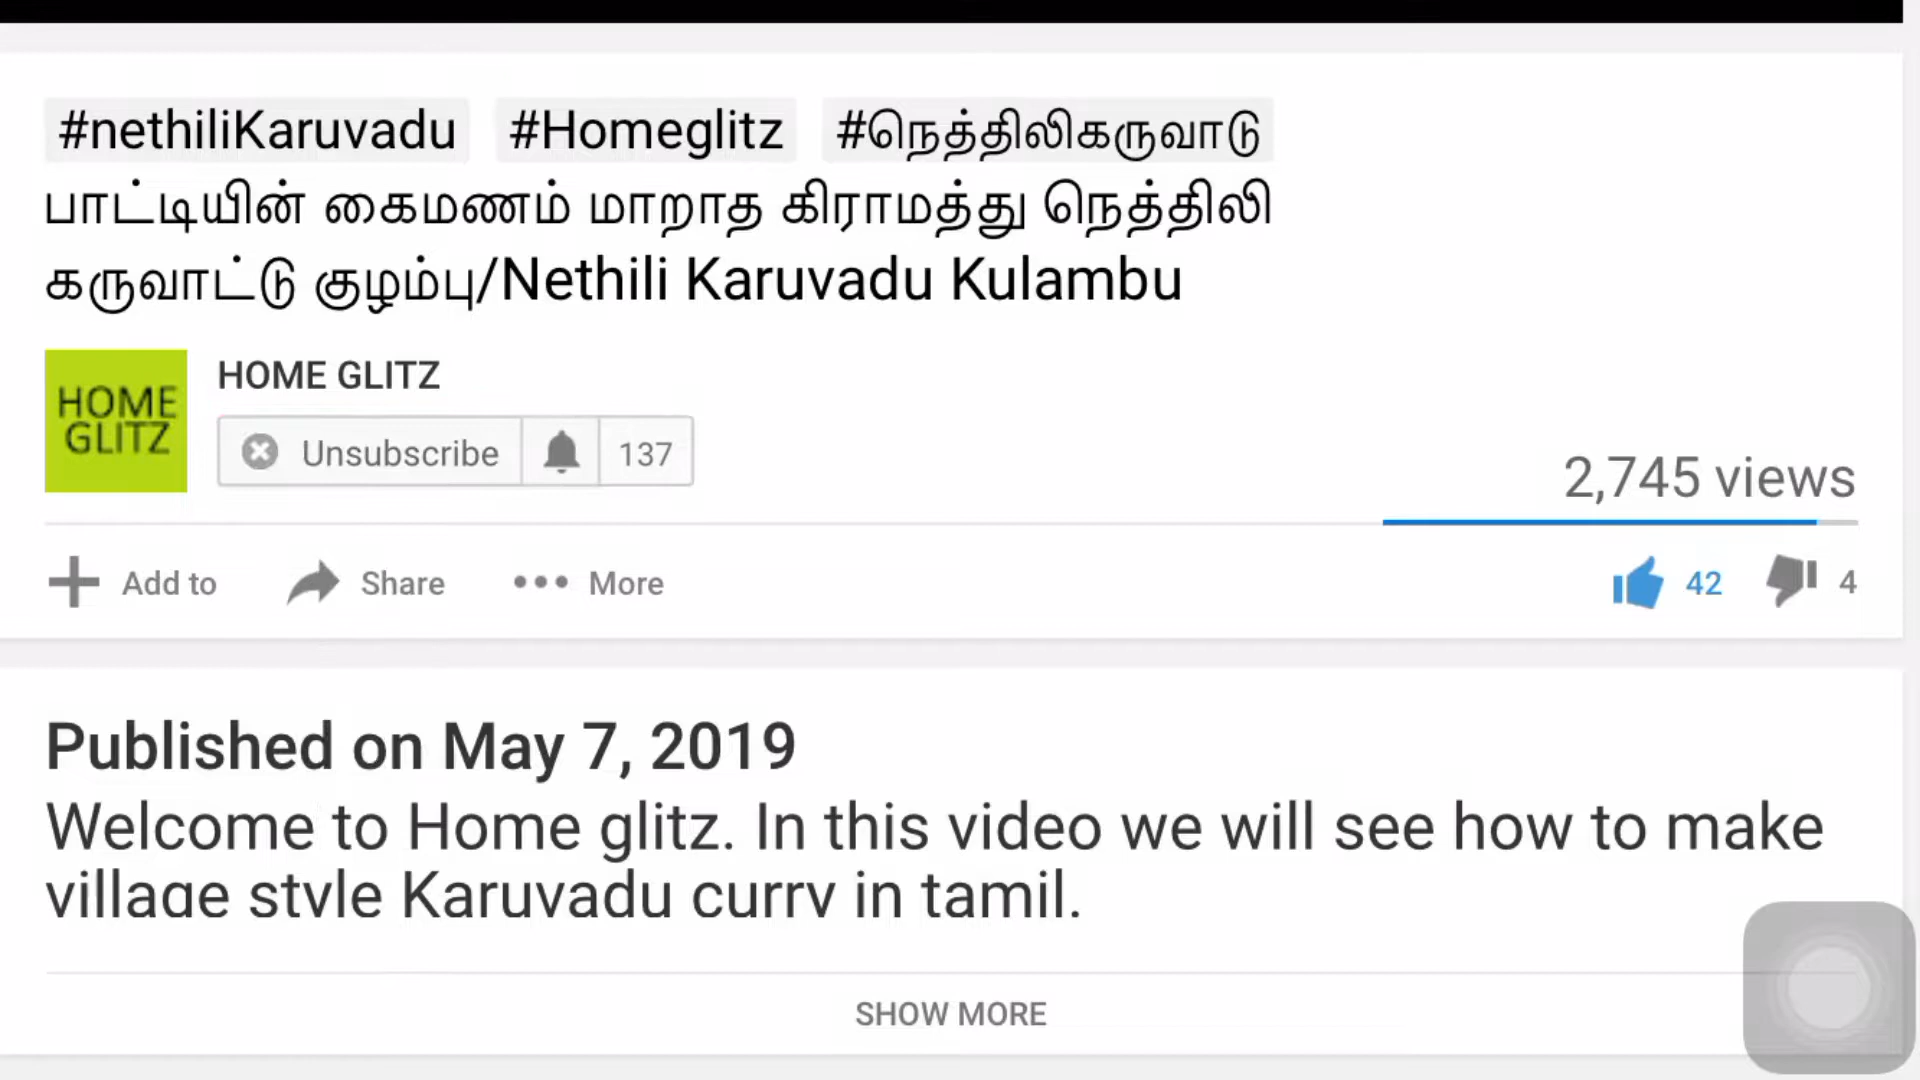 #nethiliKaruvadu #Homeglitz #நெத்திலிகருவாடு
பாட்டியின் கைமணம் மாறாத கிராமத்து நெத்திலி
கருவாட்டு குழம்பு/Nethili Karuvadu Kulambu
HOME
GLITZ
HOME GLITZ
Unsubscribe 137
2,745 views
Add to Share More 42 4
Published on May 7, 2019
Welcome to Home glitz. In this video we will see how to make
village style Karuvadu curry in tamil.
SHOW MORE